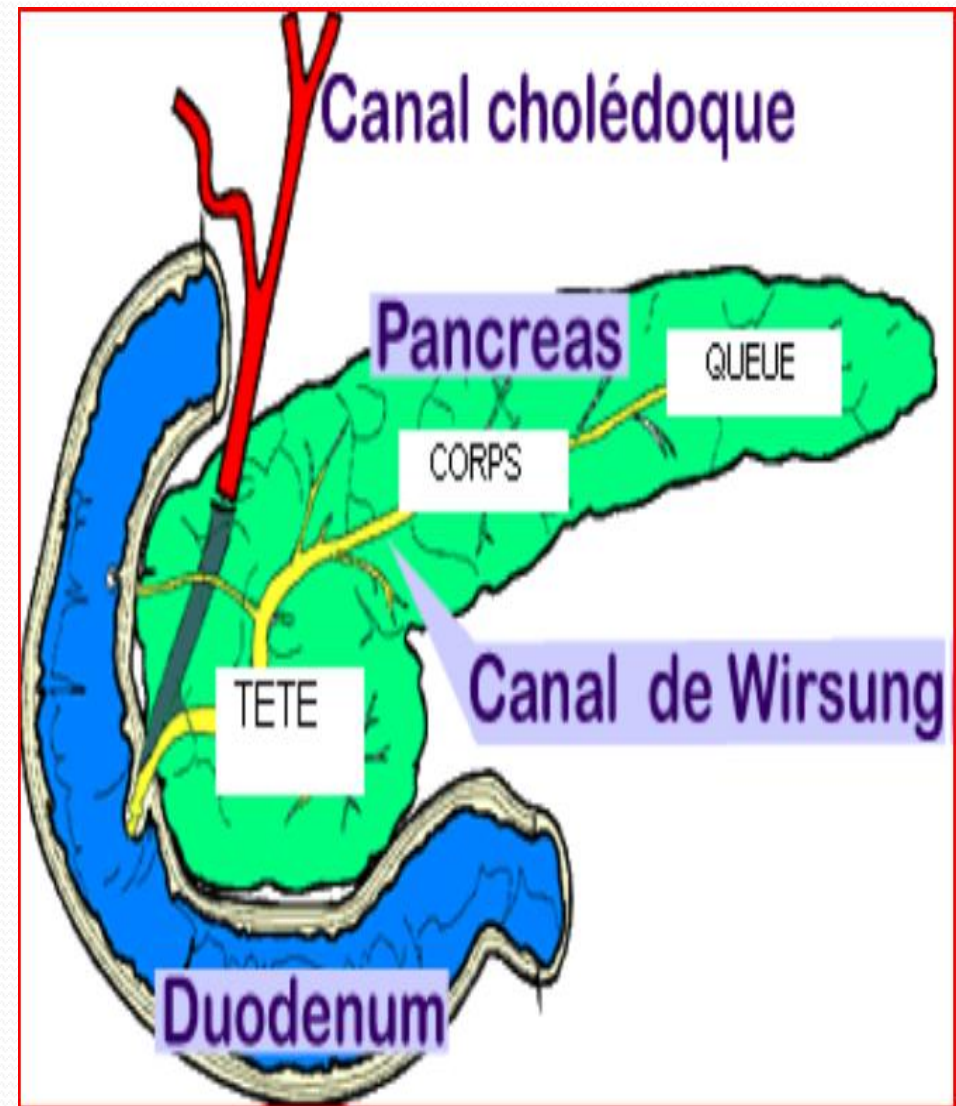 Canal cholédoque
Pancreas
QUEUE
CORPS
TETE
Canal de Wirsung
Duodenum